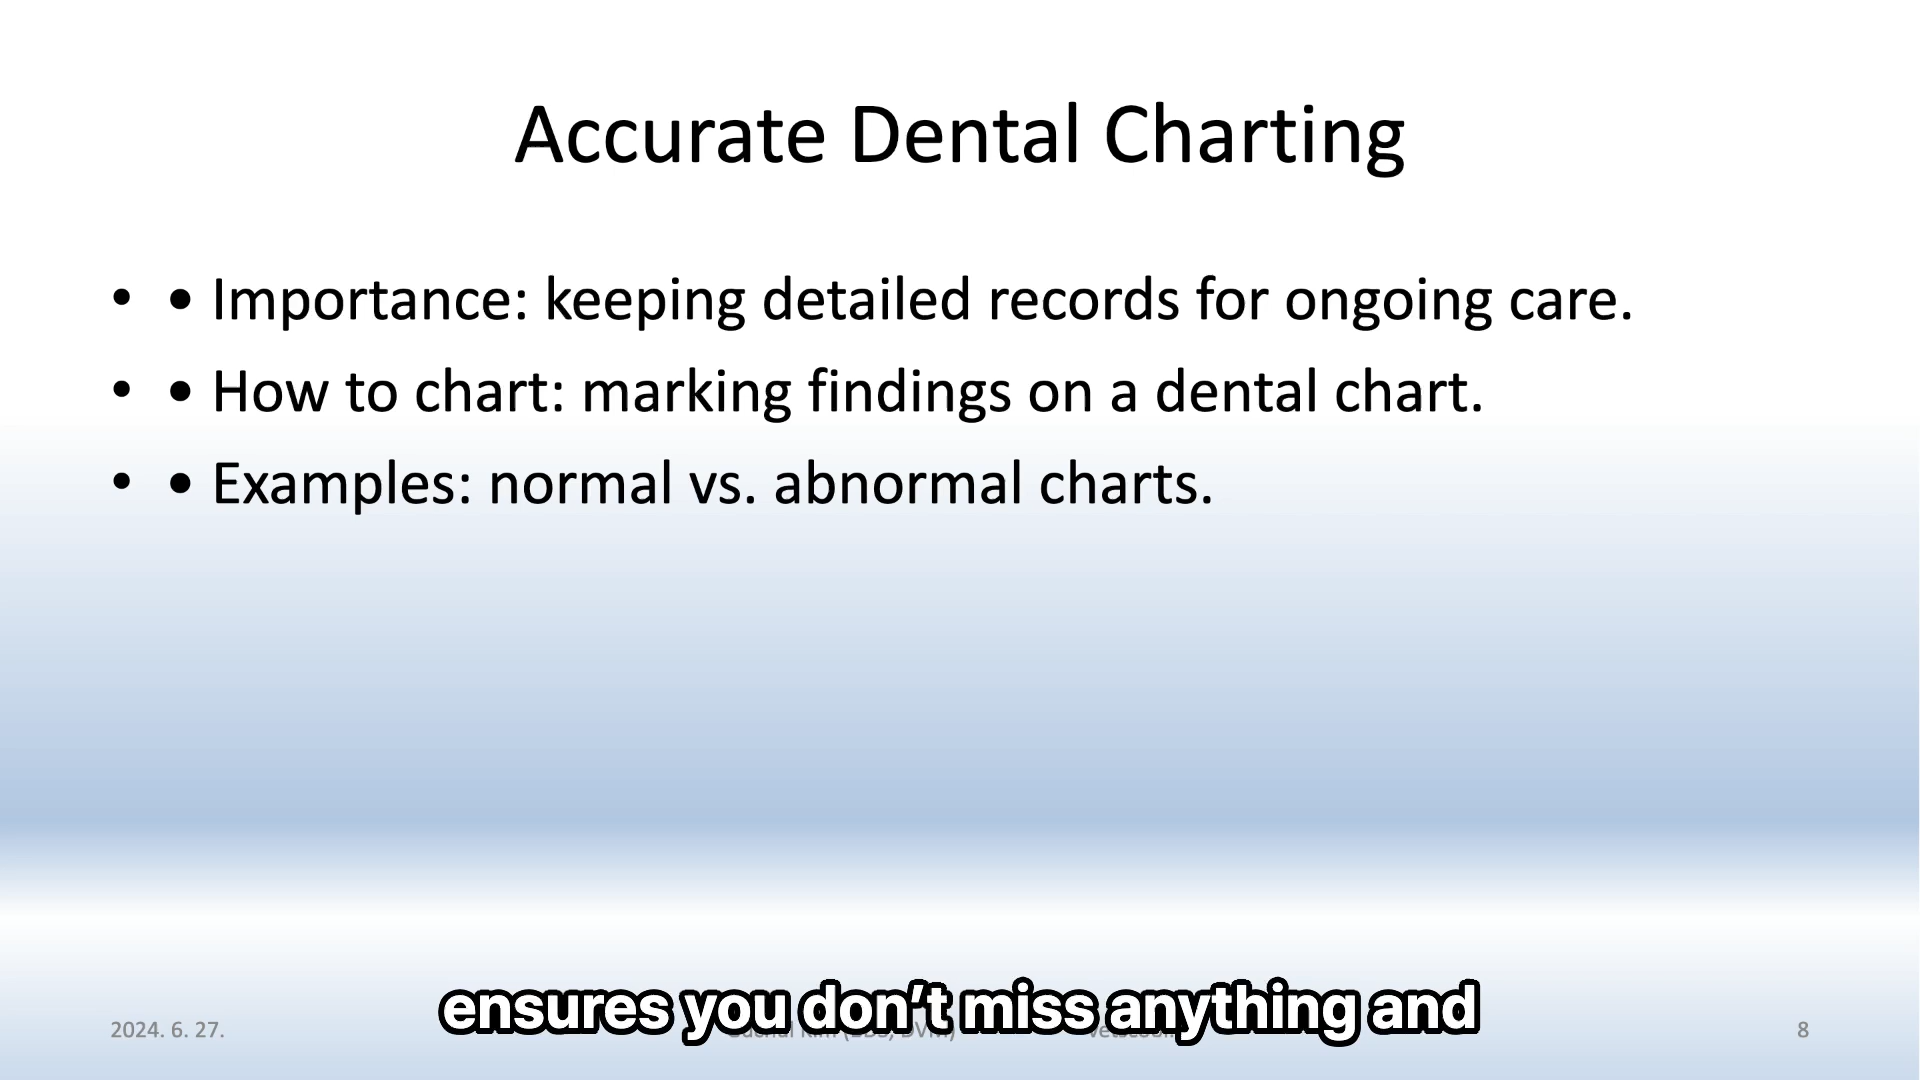 Accurate Dental Charting
• • Importance: keeping detailed records for ongoing care.
• • How to chart: marking findings on a dental chart.
• • Examples: normal vs. abnormal charts.
ensures you don’t miss anything and
2024. 6. 27.
8